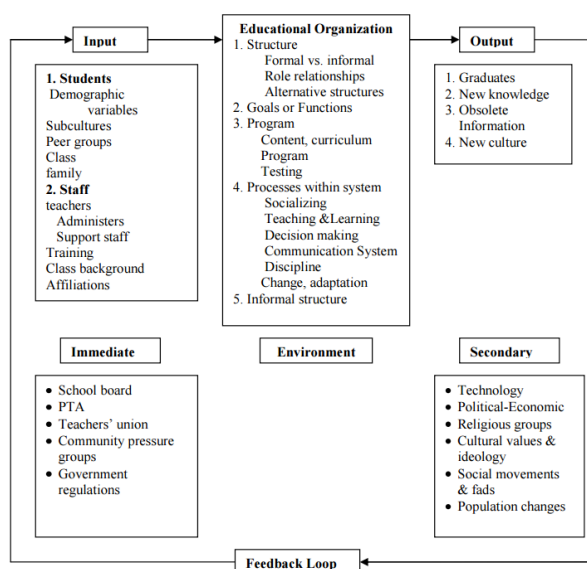 Input
1. Students
Demographic
variables
Subcultures
Peer groups
Class
family
2. Staff
teachers
Administers
Support staff
Training
Class background
Affiliations
Educational Organization
1. Structure
Formal vs. informal
Role relationships
Alternative structures
2. Goals or Functions
3. Program
Content, curriculum
Program
Testing
4. Processes within system
Socializing
Teaching &Learning
Decision making
Communication System
Discipline
Change, adaptation
5. Informal structure
Output
1. Graduates
2. New knowledge
3. Obsolete
Information
4. New culture
Immediate
• School board
• PTA
• Teachers' union
• Community pressure
groups
• Government
regulations
Environment
Secondary
• Technology
• Political-Economic
• Religious groups
• Cultural values &
ideology
• Social movements
& fads
• Population changes
Feedback Loop